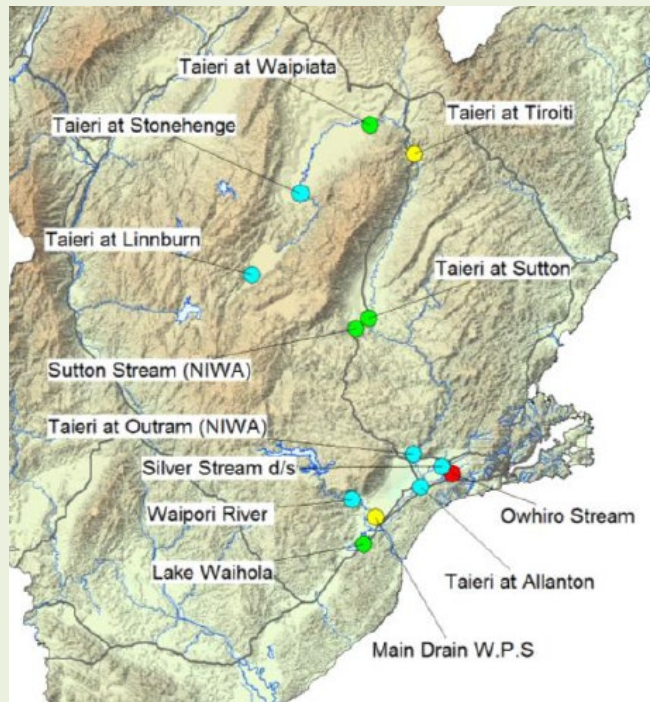 Taieri at Waipiata
Taieri at Tiroiti
Taieri at Stonehenge
Taieri at Linnburn
Taieri at Sutton
Sutton Stream (NIWA)
Taieri at Outram (NIWA)
Silver Stream d/s
Waipori River
Owhiro Stream
Lake Waihola
Taieri at Allanton
Main Drain W.P.S